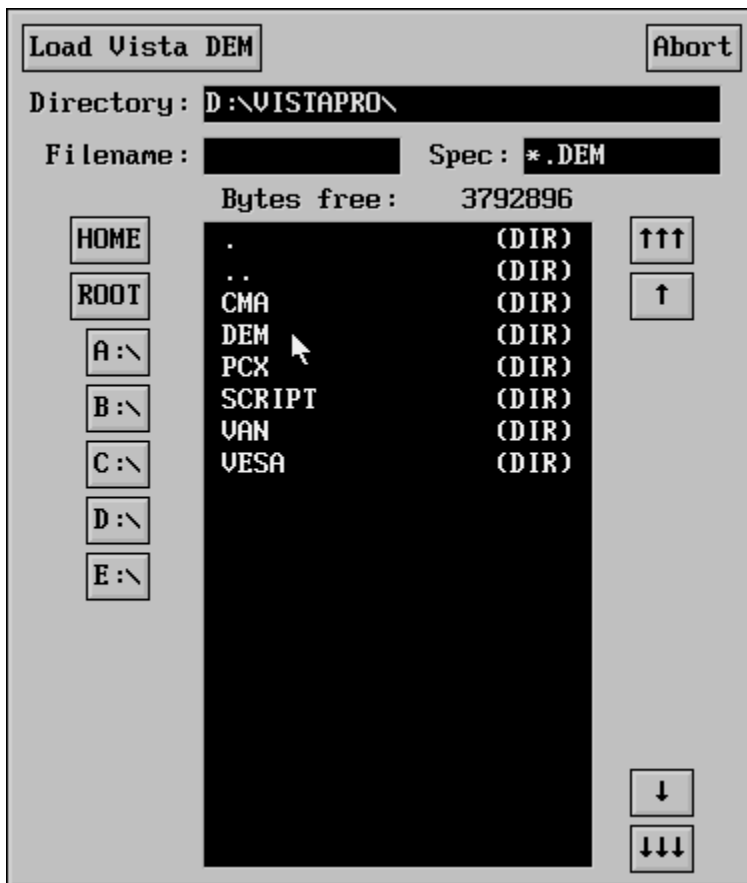 Load Vista DEM Abort
Directory: D:\VISTAPRO\
Filename: Spec: *.DEM
Bytes free: 3792896
HOME . (DIR) ↑↑↑
.. (DIR)
ROOT CMA (DIR) ↑
DEM (DIR)
A:\ PCX (DIR)
B:\ SCRIPT (DIR)
VAN (DIR)
C:\ VESA (DIR)
D:\
E:\
↓
↓↓↓